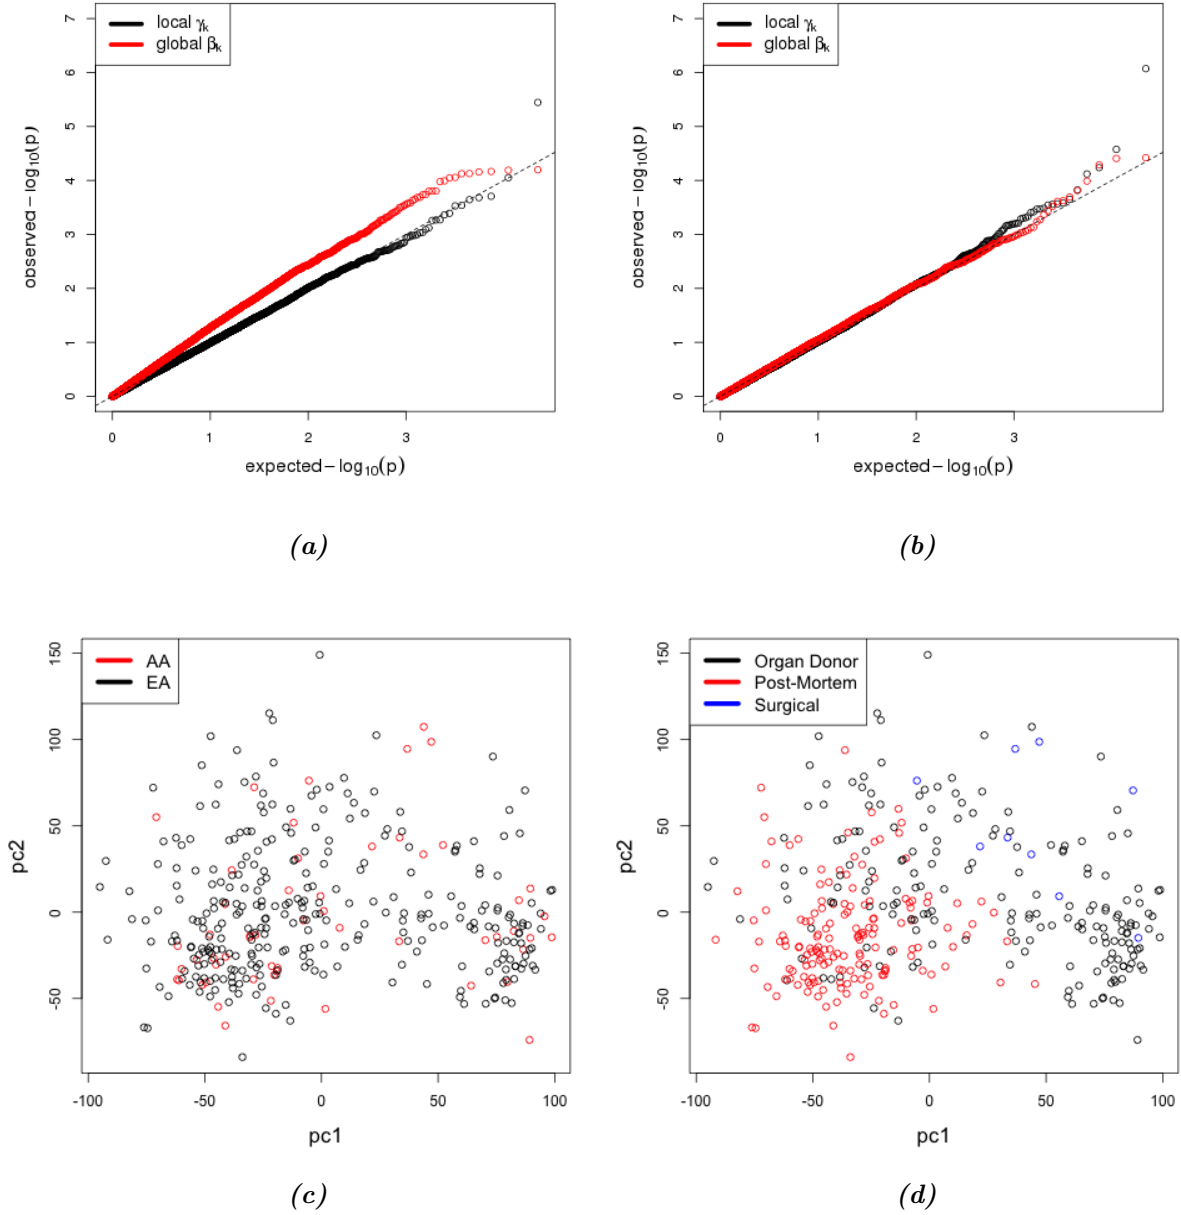 local γk
global βk
observed−log10(p)
7
6
5
4
3
2
1
0
0 1 2 3
expected−log10(p)
(a)
local γk
global βk
observed−log10(p)
7
6
5
4
3
2
1
0
0 1 2 3
expected−log10(p)
(b)
AA
EA
pc2
150
100
50
0
-50
-100 -50 0 50 100
pc1
(c)
Organ Donor
Post-Mortem
Surgical
pc2
150
100
50
0
-50
-100 -50 0 50 100
pc1
(d)